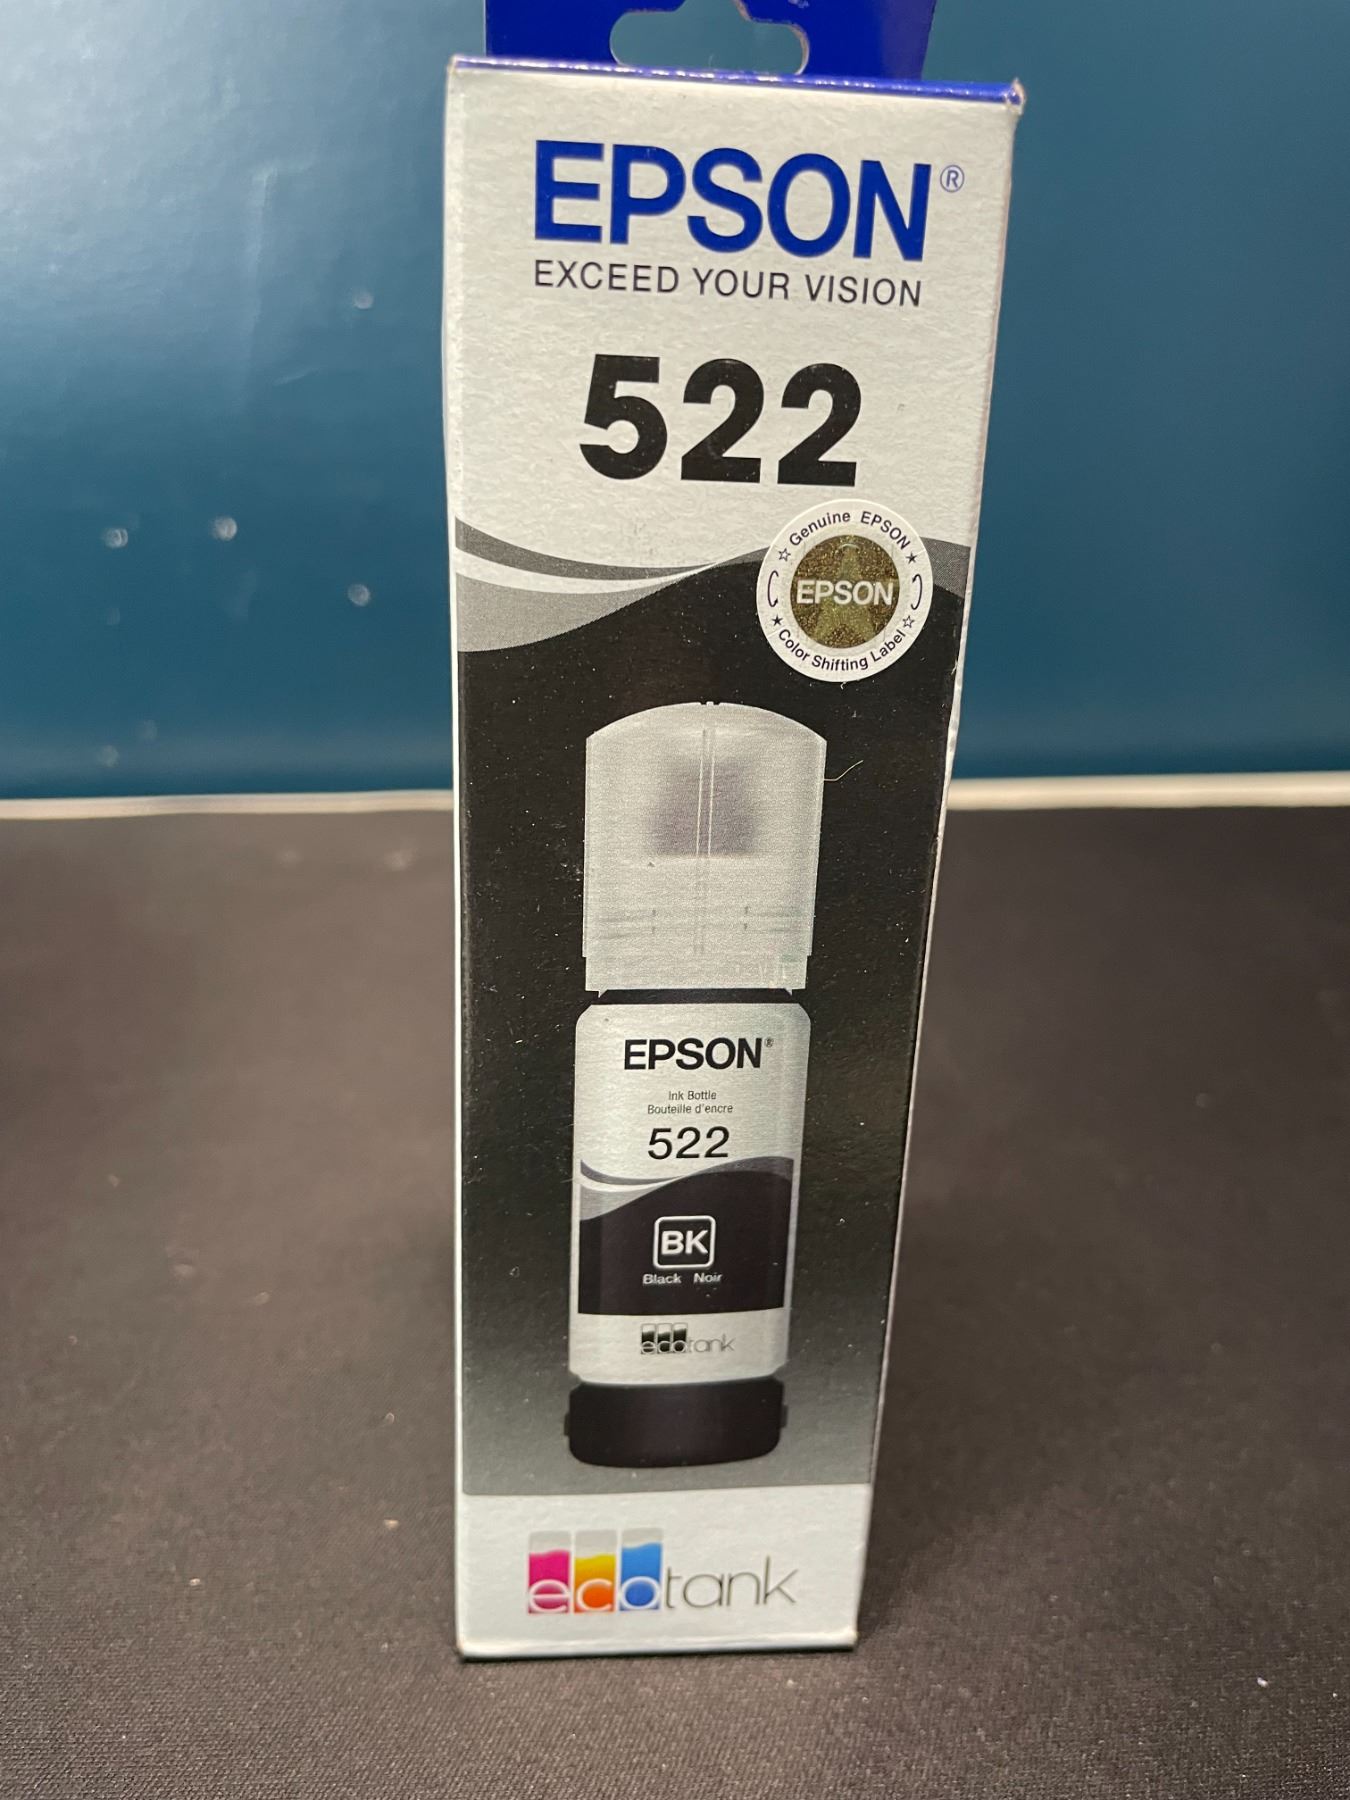 EPSON®
EXCEED YOUR VISION
522
Genuine EPSON
EPSON
Color Shifting Label
EPSON®
Ink Bottle
Bouteille d'encre
522
BK
Black Noir
ecotank
ecotank